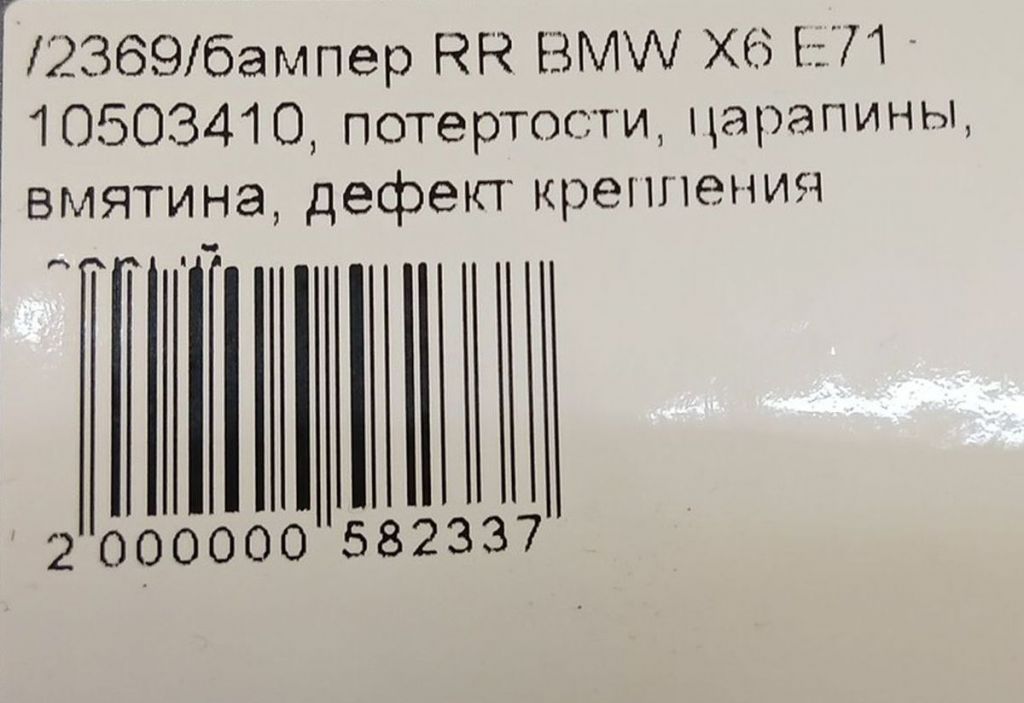 /2369/бампер RR BMW X6 E71 -
10503410, потертости, царапины,
вмятина, дефект крепления
2 000000 582337